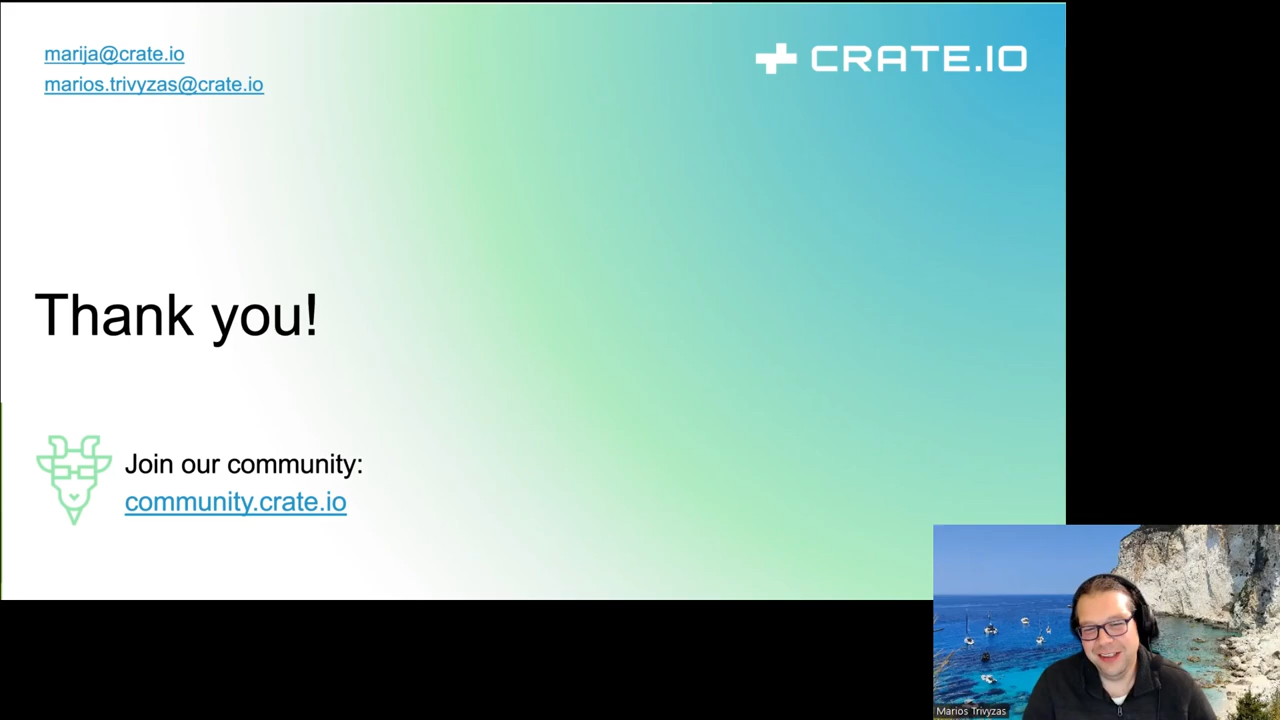 marija@crate.io
marios.trivyzas@crate.io
CRATE.IO
Thank you!
Join our community:
community.crate.io
Marios Trivyzas